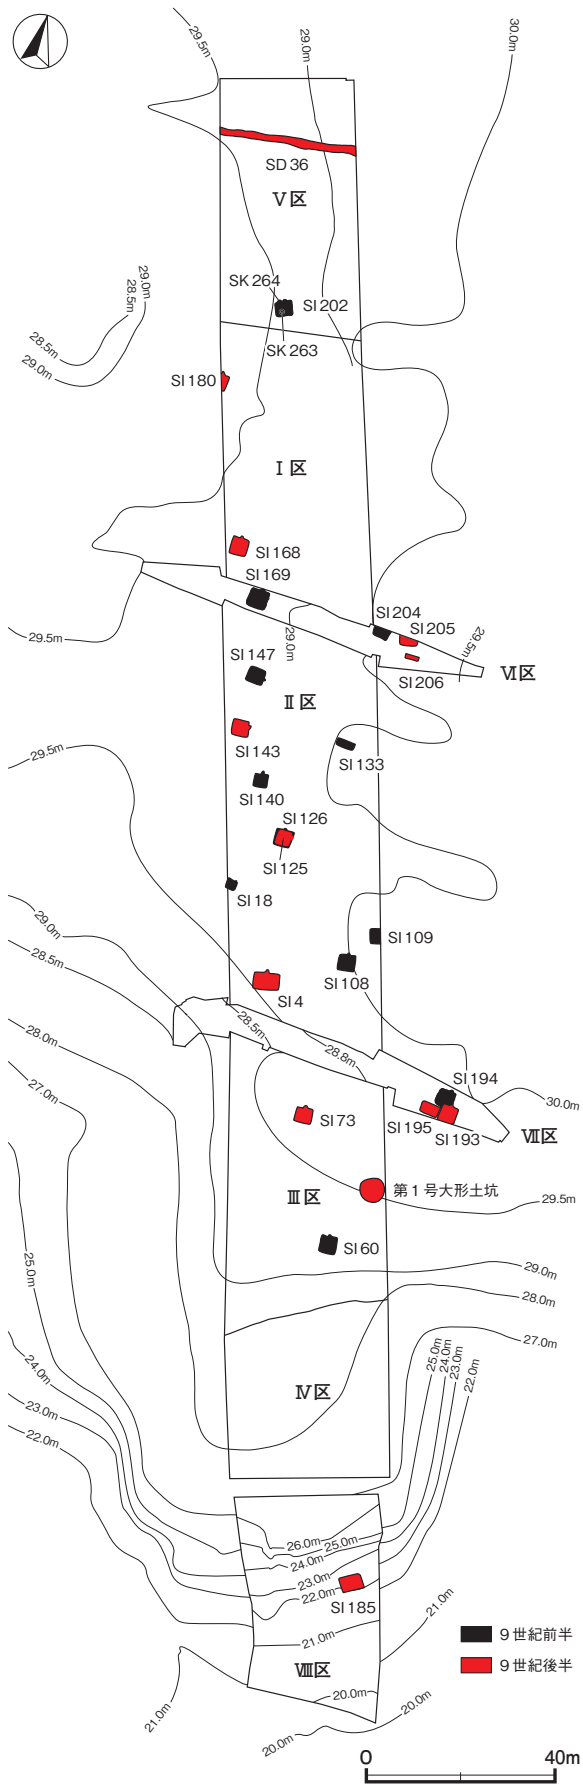 29.5m
29.0m
30.0m
SD36
Ⅴ区
29.0m
28.5m
SK264
SI202
SK263
28.5m
29.0m
SI180
Ⅰ区
SI168
SI169
SI204
SI205
29.5m
29.0m
29.5m
SI147
SI206
Ⅵ区
Ⅱ区
SI143
SI133
29.5m
SI140
SI126
SI125
SI18
29.0m
SI109
28.5m
SI108
SI4
28.5m
28.0m
28.8m
SI194
27.0m
30.0m
SI73
SI195
SI193
Ⅶ区
第1号大形土坑
Ⅲ区
29.5m
SI60
25.0m
29.0m
28.0m
27.0m
24.0m
25.0m
24.0m
23.0m
22.0m
Ⅳ区
23.0m
22.0m
26.0m
25.0m
24.0m
23.0m
22.0m
SI185
21.0m
21.0m
9世紀前半
9世紀後半
Ⅷ区
20.0m
21.0m
20.0m
20.0m
0
40m